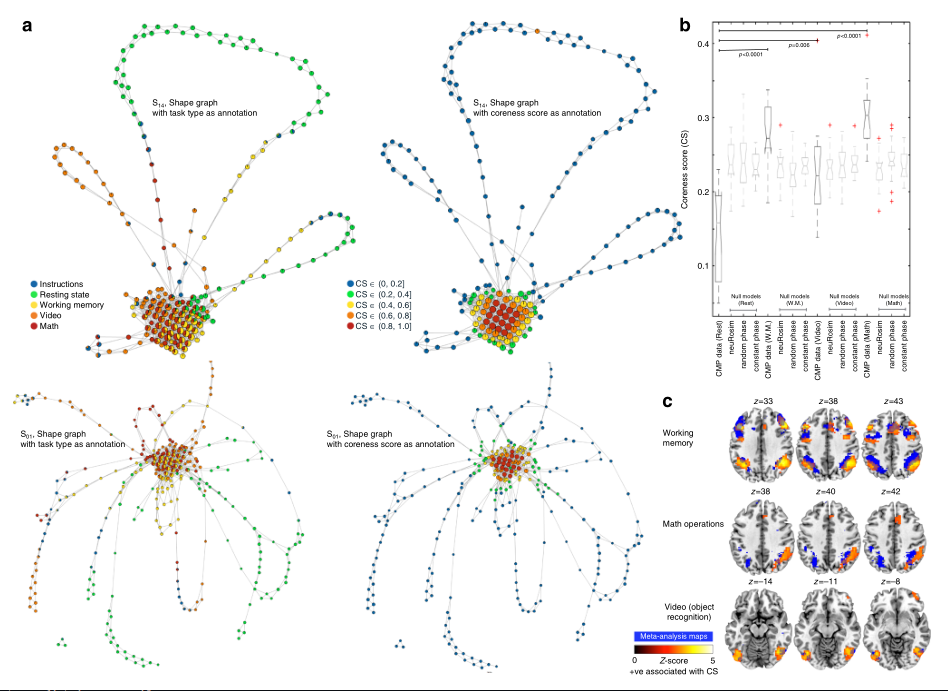 a
S14, Shape graph
with task type as annotation
S14, Shape graph
with coreness score as annotation
Instructions
Resting state
Working memory
Video
Math
CS ∈ (0, 0.2]
CS ∈ (0.2, 0.4]
CS ∈ (0.4, 0.6]
CS ∈ (0.6, 0.8]
CS ∈ (0.8, 1.0]
S01, Shape graph
with task type as annotation
S01, Shape graph
with coreness score as annotation
b
0.4
0.3
0.2
0.1
Coreness score (CS)
p<0.0001
p=0.006
p<0.0001
Null models
(Rest)
Null models
(W.M.)
Null models
(Video)
Null models
(Math)
CMP data (Rest)
neuRosim
random phase
constant phase
CMP data (W.M.)
neuRosim
random phase
constant phase
CMP data (Video)
neuRosim
random phase
constant phase
CMP data (Math)
neuRosim
random phase
constant phase
c
z=33
z=38
z=43
Working
memory
z=38
z=40
z=42
Math operations
z=−14
z=−11
z=−8
Video (object
recognition)
Meta-analysis maps
0
Z-score
5
+ve associated with CS